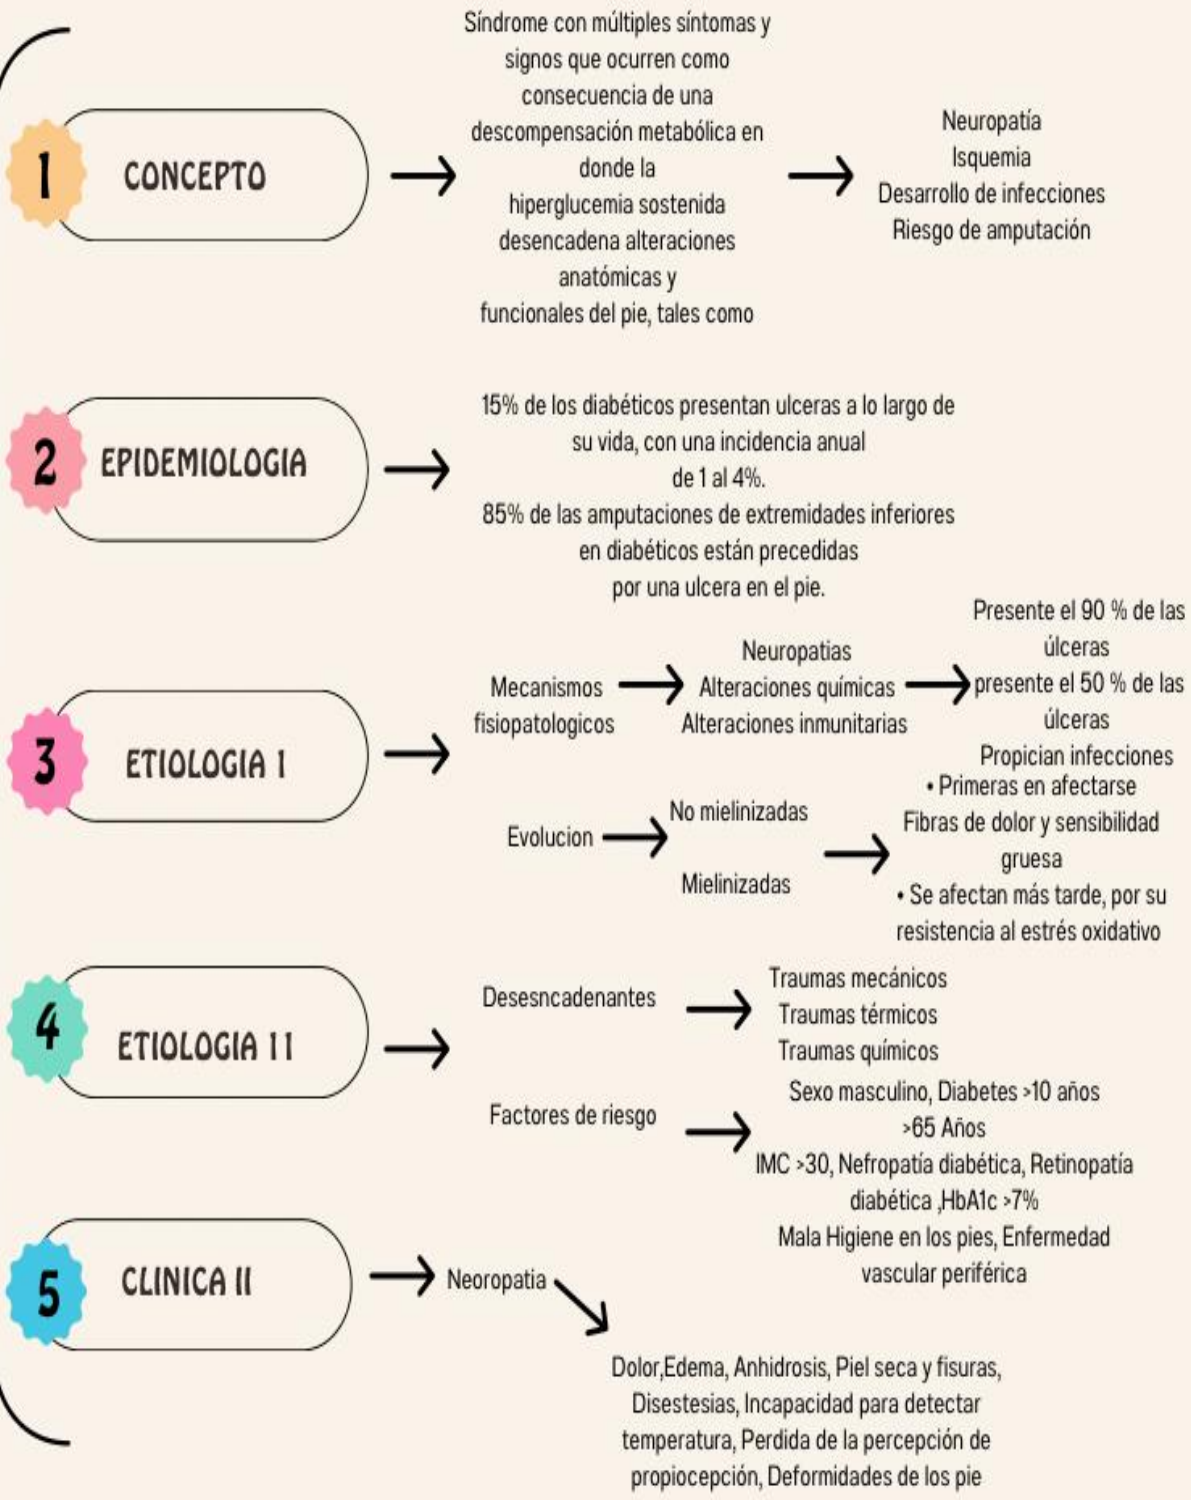 1
CONCEPTO
Síndrome con múltiples síntomas y
signos que ocurren como
consecuencia de una
descompensación metabólica en
donde la
hiperglucemia sostenida
desencadena alteraciones
anatómicas y
funcionales del pie, tales como
Neuropatía
Isquemia
Desarrollo de infecciones
Riesgo de amputación
2
EPIDEMIOLOGIA
15% de los diabéticos presentan ulceras a lo largo de
su vida, con una incidencia anual
de 1 al 4%.
85% de las amputaciones de extremidades inferiores
en diabéticos están precedidas
por una ulcera en el pie.
3
ETIOLOGIA 1
Mecanismos
fisiopatologicos
Neuropatias
Alteraciones químicas
Alteraciones inmunitarias
Presente el 90 % de las
úlceras
presente el 50 % de las
úlceras
Propician infecciones
Evolucion
No mielinizadas
Mielinizadas
• Primeras en afectarse
Fibras de dolor y sensibilidad
gruesa
• Se afectan más tarde, por su
resistencia al estrés oxidativo
4
ETIOLOGIA 11
Desesncadenantes
Traumas mecánicos
Traumas térmicos
Traumas químicos
Factores de riesgo
Sexo masculino, Diabetes >10 años
>65 Años
IMC >30, Nefropatía diabética, Retinopatía
diabética ,HbA1c >7%
Mala Higiene en los pies, Enfermedad
vascular periférica
5
CLINICA II
Neoropatia
Dolor,Edema, Anhidrosis, Piel seca y fisuras,
Disestesias, Incapacidad para detectar
temperatura, Perdida de la percepción de
propiocepción, Deformidades de los pie